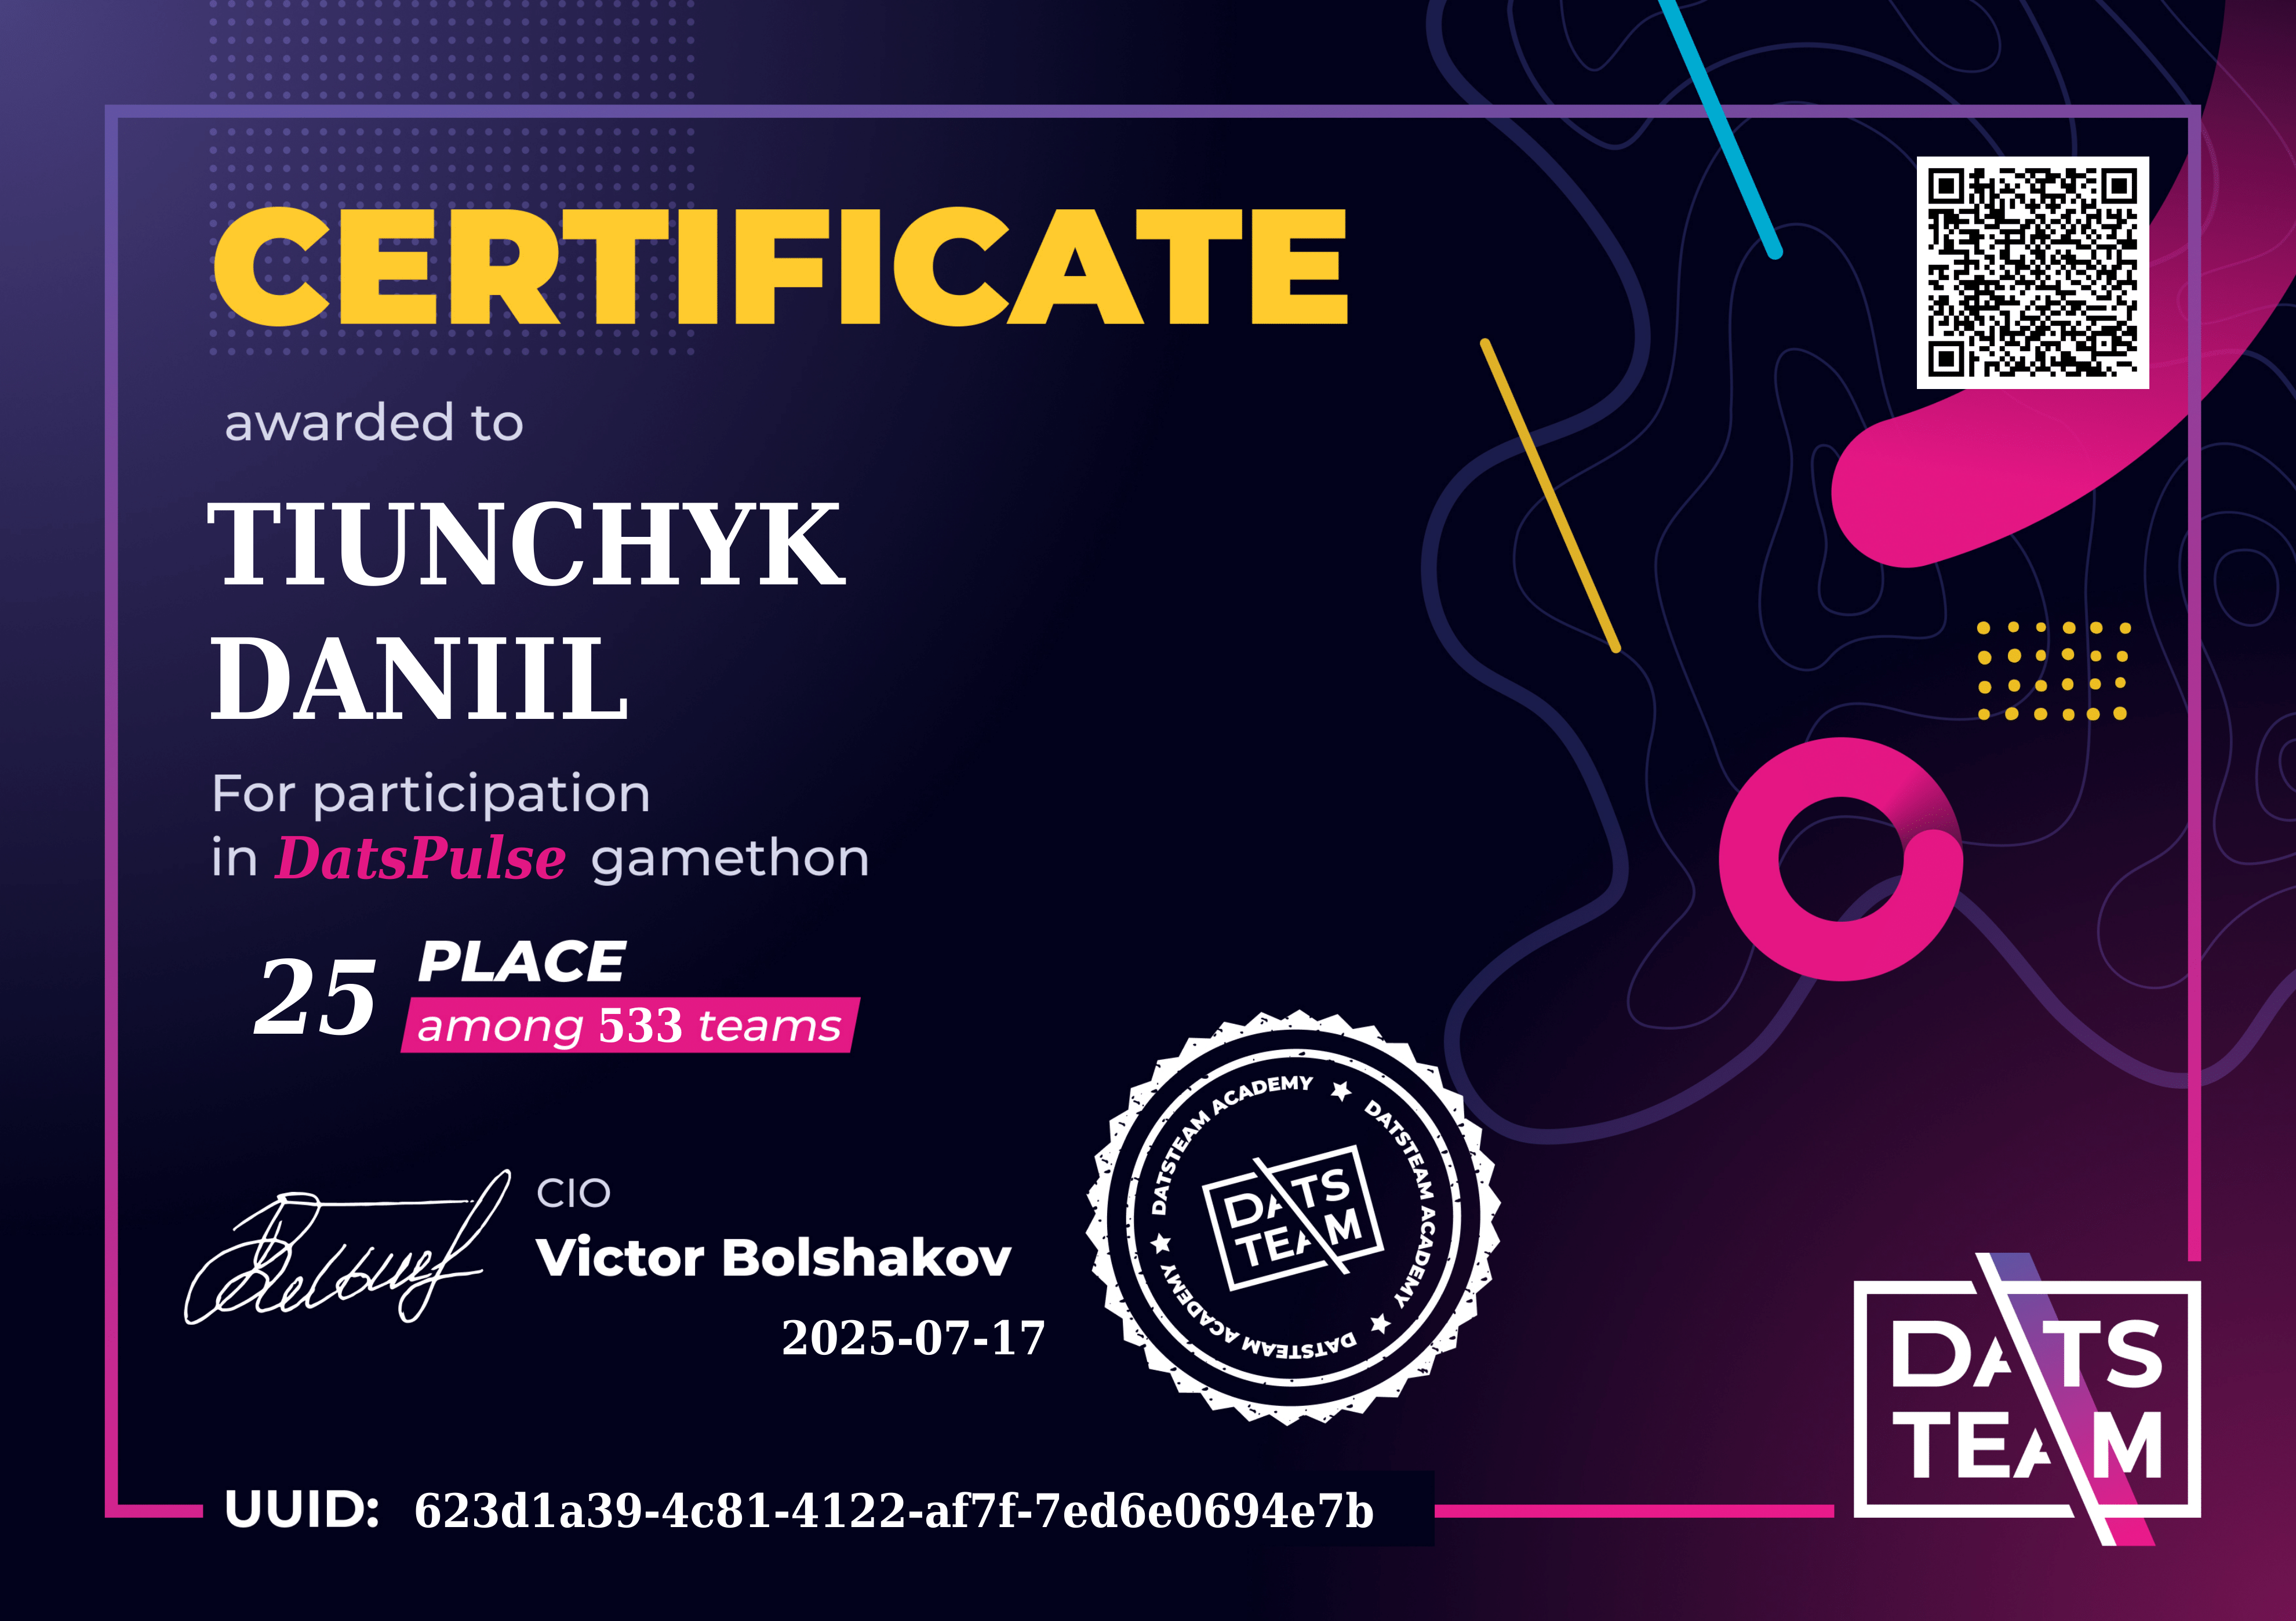 CERTIFICATE
awarded to
TIUNCHYK
DANIIL
For participation
in DatsPulse gamethon
25 PLACE
among 533 teams
CIO
Victor Bolshakov
2025-07-17
DATSTEAM ACADEMY ★ DATSTEAM ACADEMY ★ DATSTEAM ACADEMY ★
DATS
TEAM
DATS
TEAM
UUID: 623d1a39-4c81-4122-af7f-7ed6e0694e7b